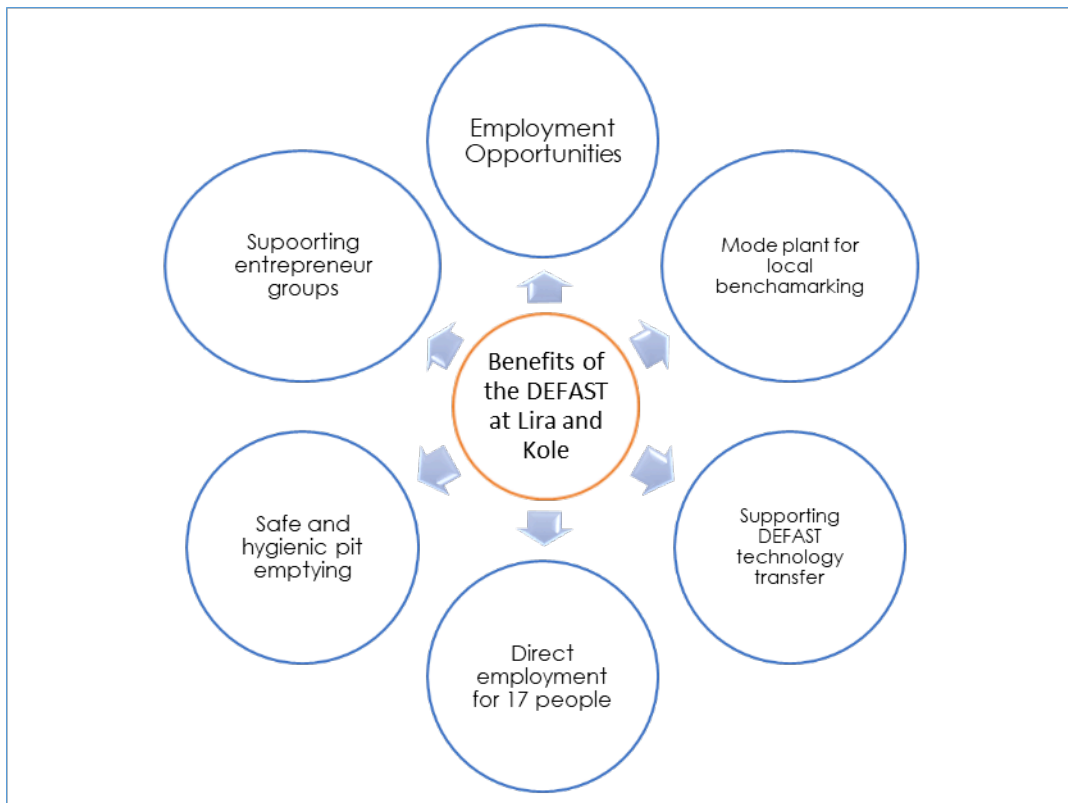 Employment
Opportunities
Mode plant for
local
benchamarking
Supporting
DEFAST
technology
transfer
Direct
employment
for 17 people
Safe and
hygienic pit
emptying
Supoorting
entrepreneur
groups
Benefits of
the DEFAST
at Lira and
Kole